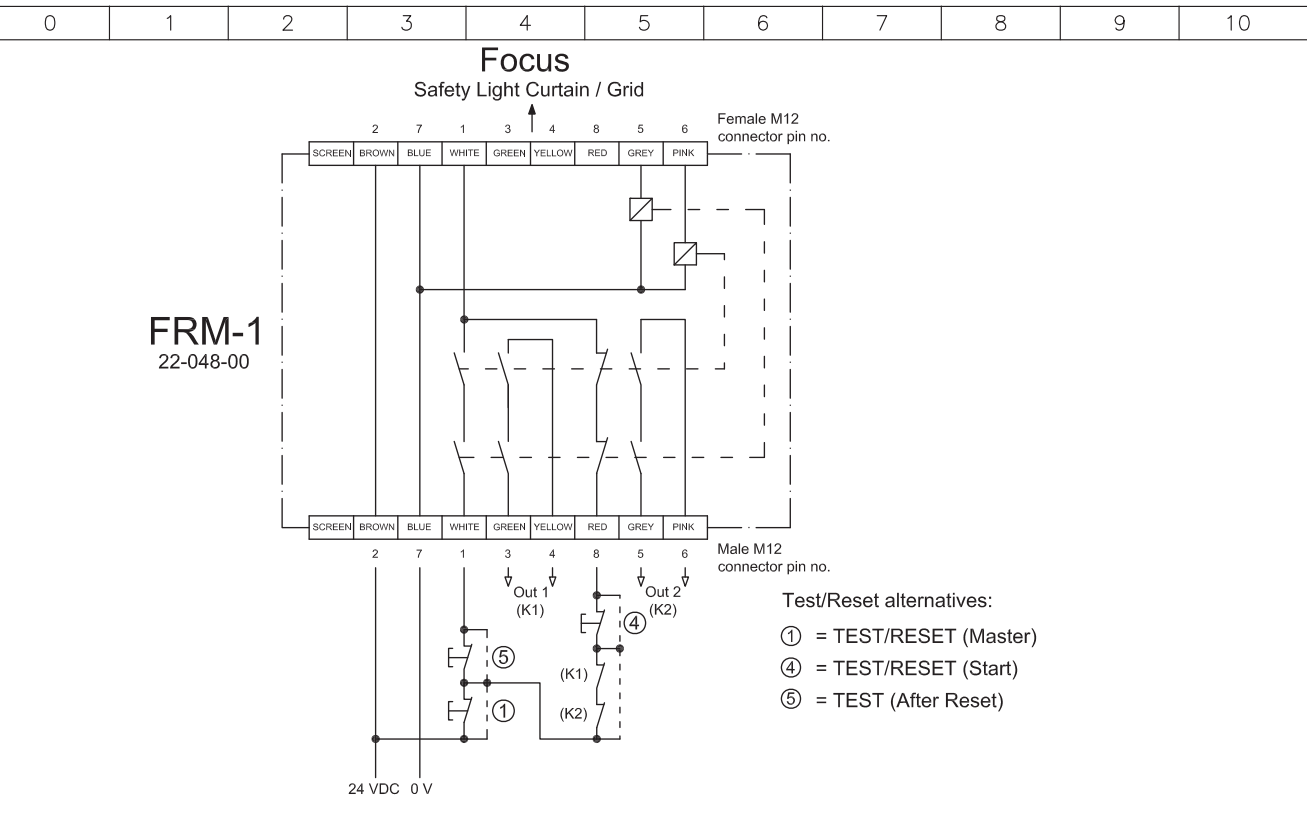 0 1 2 3 4 5 6 7 8 9 10
Focus
Safety Light Curtain / Grid
2 7 1 3 4 8 5 6
Female M12
connector pin no.
SCREEN BROWN BLUE WHITE GREEN YELLOW RED GREY PINK
FRM-1
22-048-00
SCREEN BROWN BLUE WHITE GREEN YELLOW RED GREY PINK
2 7 1 3 4 8 5 6
Male M12
connector pin no.
Out 1
(K1)
Out 2
(K2)
④
⑤
①
(K1)
(K2)
24 VDC 0 V
Test/Reset alternatives:
① = TEST/RESET (Master)
④ = TEST/RESET (Start)
⑤ = TEST (After Reset)